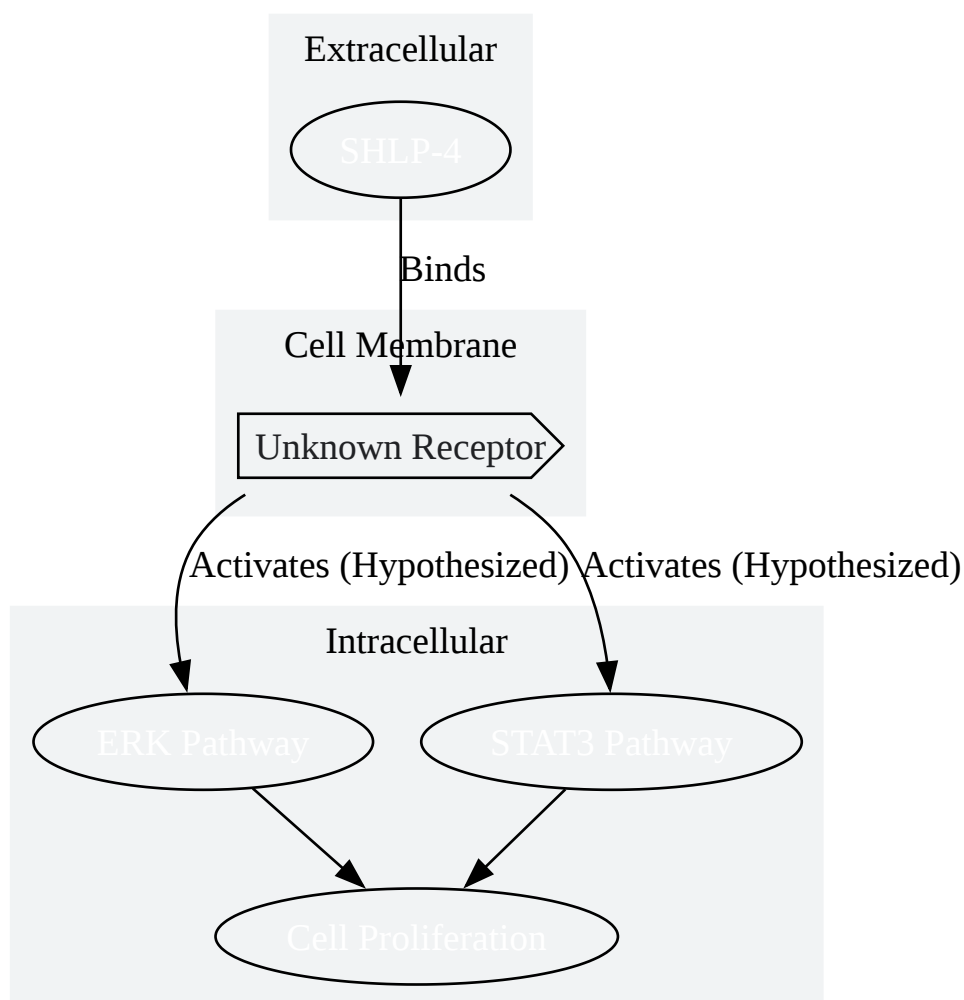 Extracellular
SHLP-4
Binds
Cell Membrane
Unknown Receptor
Activates (Hypothesized)
Activates (Hypothesized)
Intracellular
ERK Pathway
STAT3 Pathway
Cell Proliferation